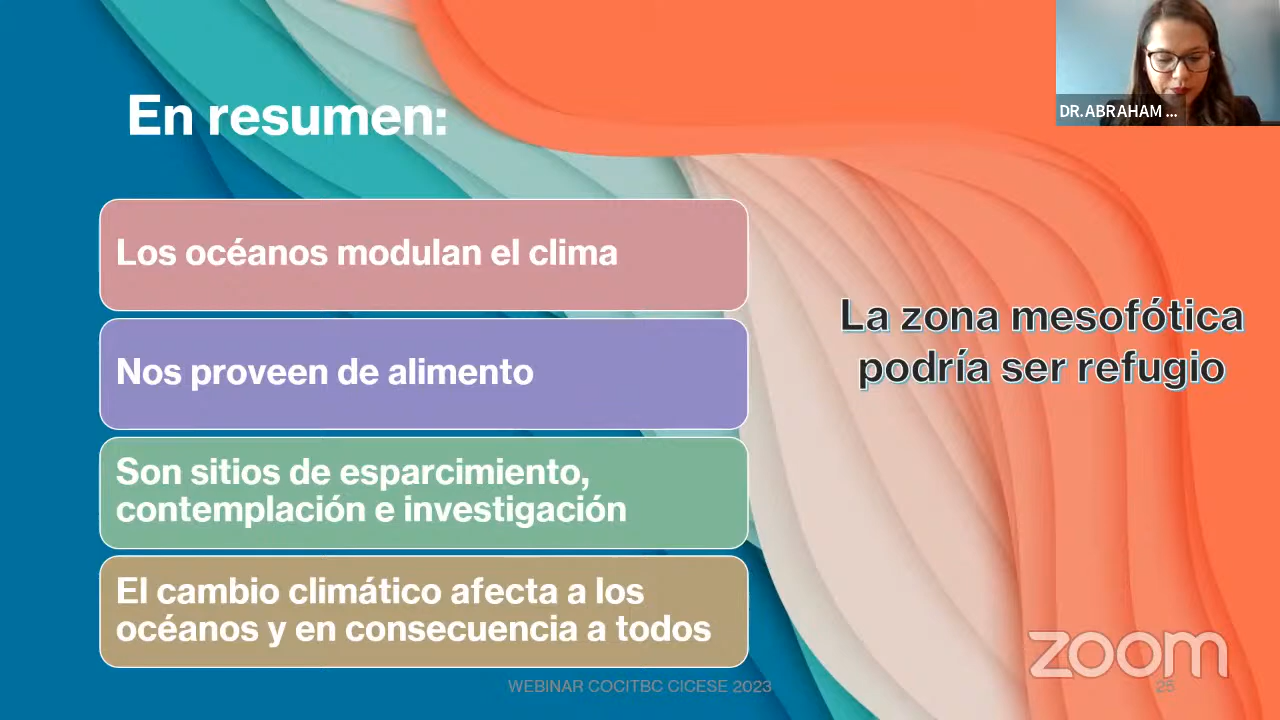 En resumen:
DR.ABRAHAM ...
Los océanos modulan el clima
Nos proveen de alimento
Son sitios de esparcimiento,
contemplación e investigación
El cambio climático afecta a los
océanos y en consecuencia a todos
La zona mesofótica
podría ser refugio
zoom
WEBINAR COCITBC CICESE 2023
25